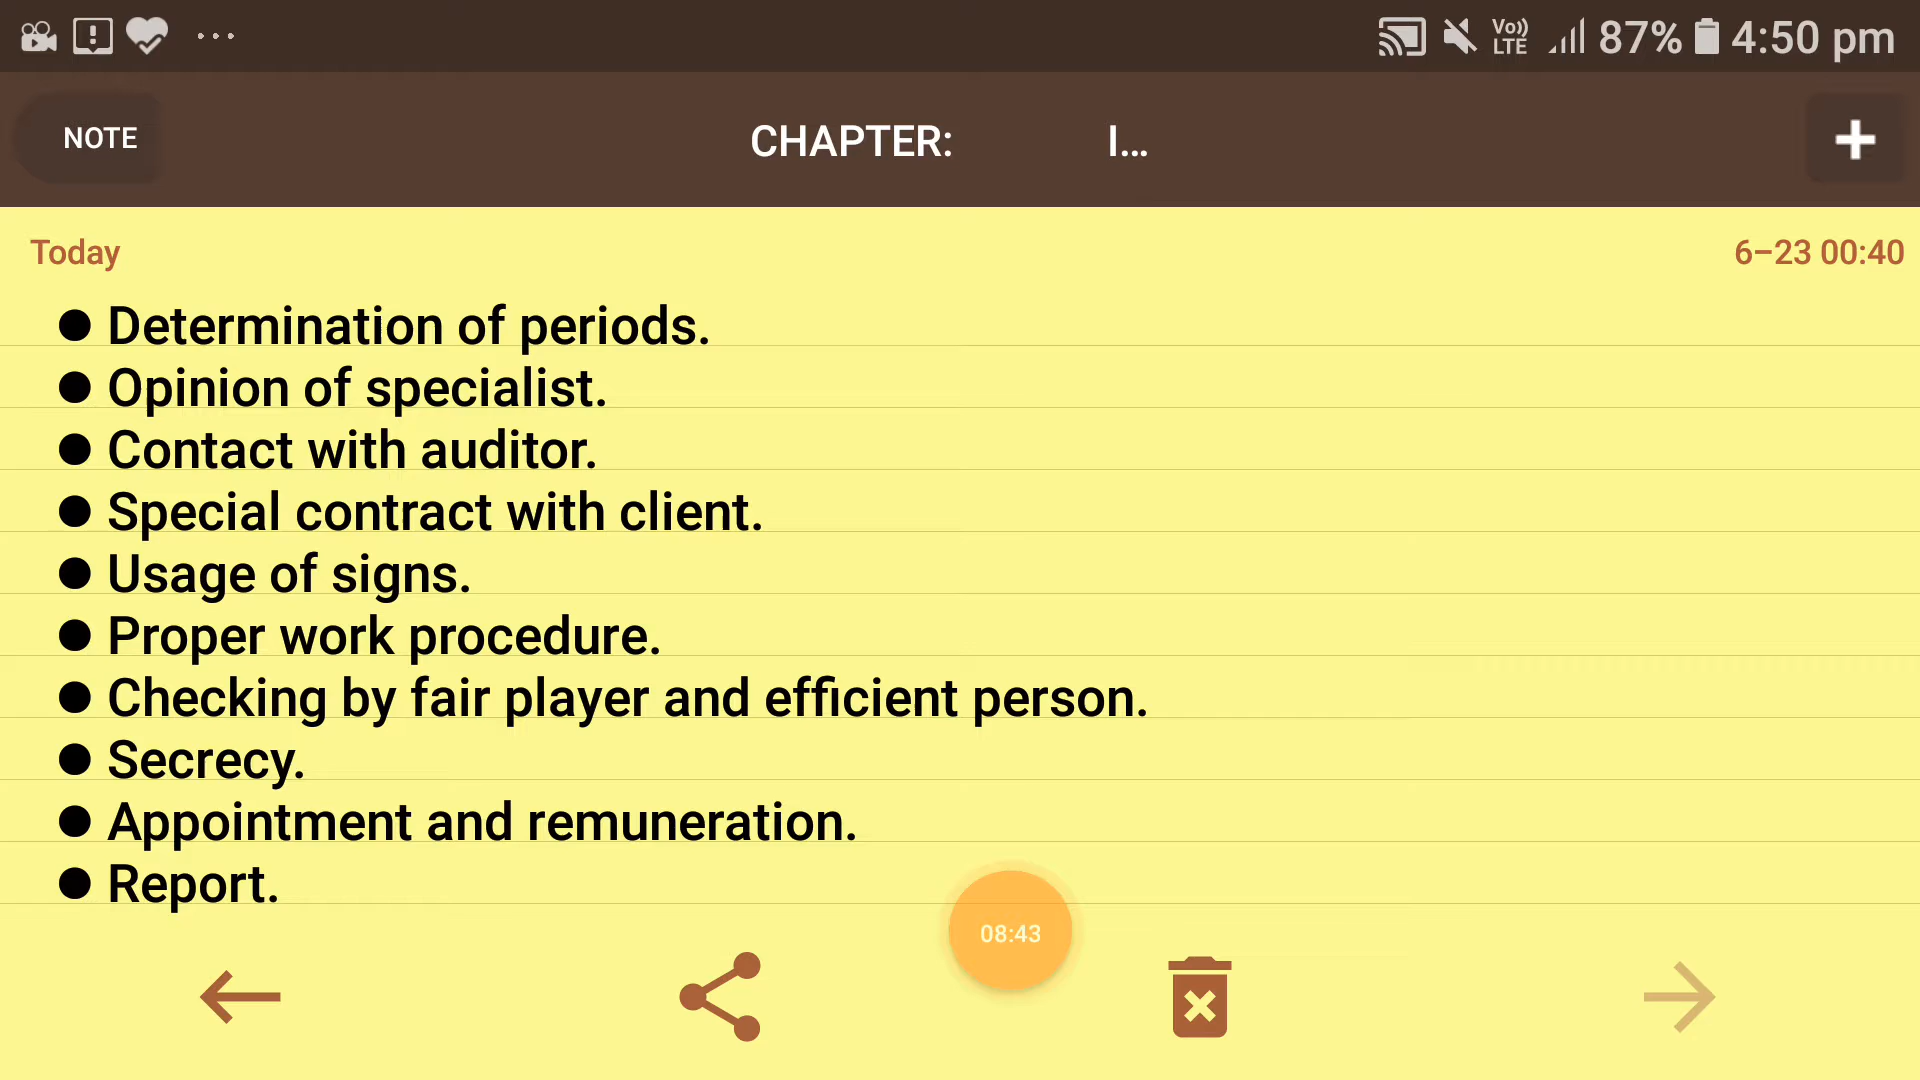 Vo)) LTE 87% 4:50 pm
NOTE CHAPTER: I...
Today 6-23 00:40
● Determination of periods.
● Opinion of specialist.
● Contact with auditor.
● Special contract with client.
● Usage of signs.
● Proper work procedure.
● Checking by fair player and efficient person.
● Secrecy.
● Appointment and remuneration.
● Report.
08:43